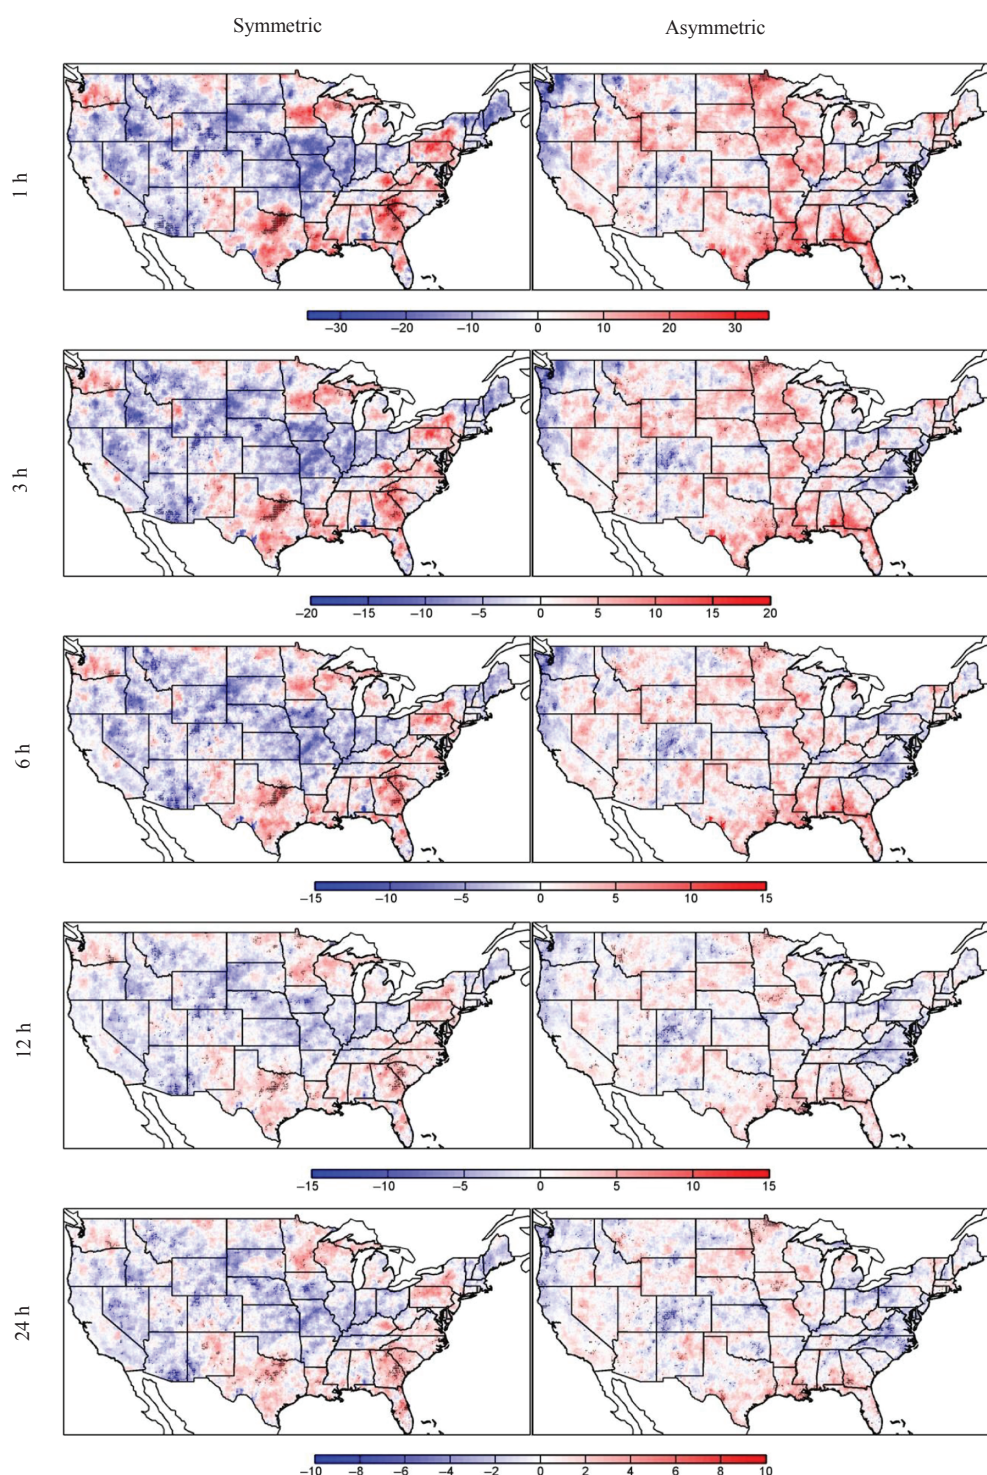 Symmetric Asymmetric
1 h
−30 −20 −10 0 10 20 30
3 h
−20 −15 −10 −5 0 5 10 15 20
6 h
−15 −10 −5 0 5 10 15
12 h
−15 −10 −5 0 5 10 15
24 h
−10 −8 −6 −4 −2 0 2 4 6 8 10